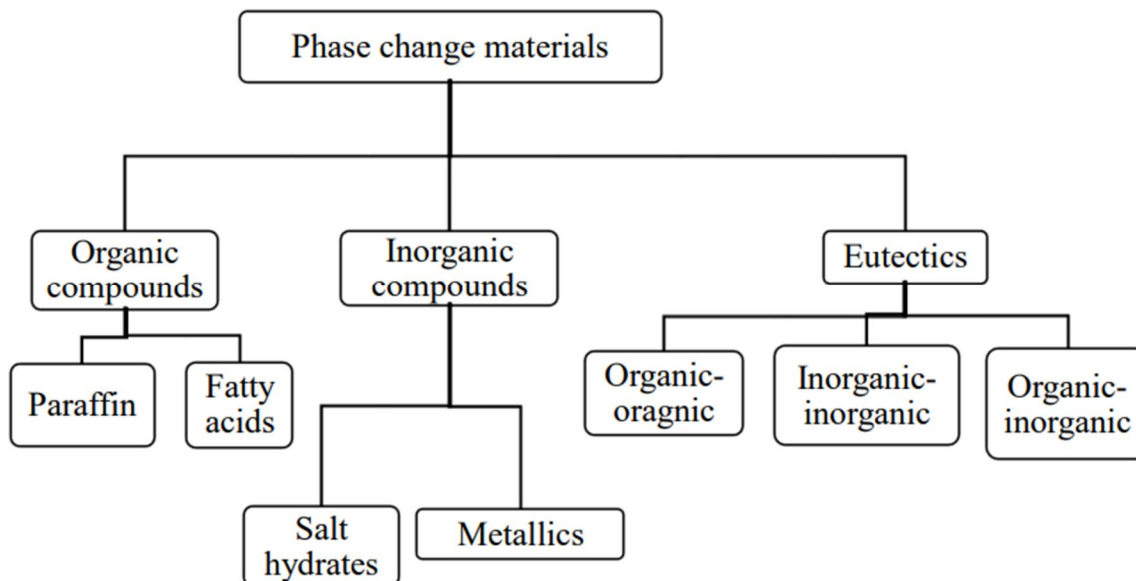 Phase change materials
Organic
compounds
Inorganic
compounds
Eutectics
Paraffin
Fatty
acids
Organic-
oragnic
Inorganic-
inorganic
Organic-
inorganic
Salt
hydrates
Metallics